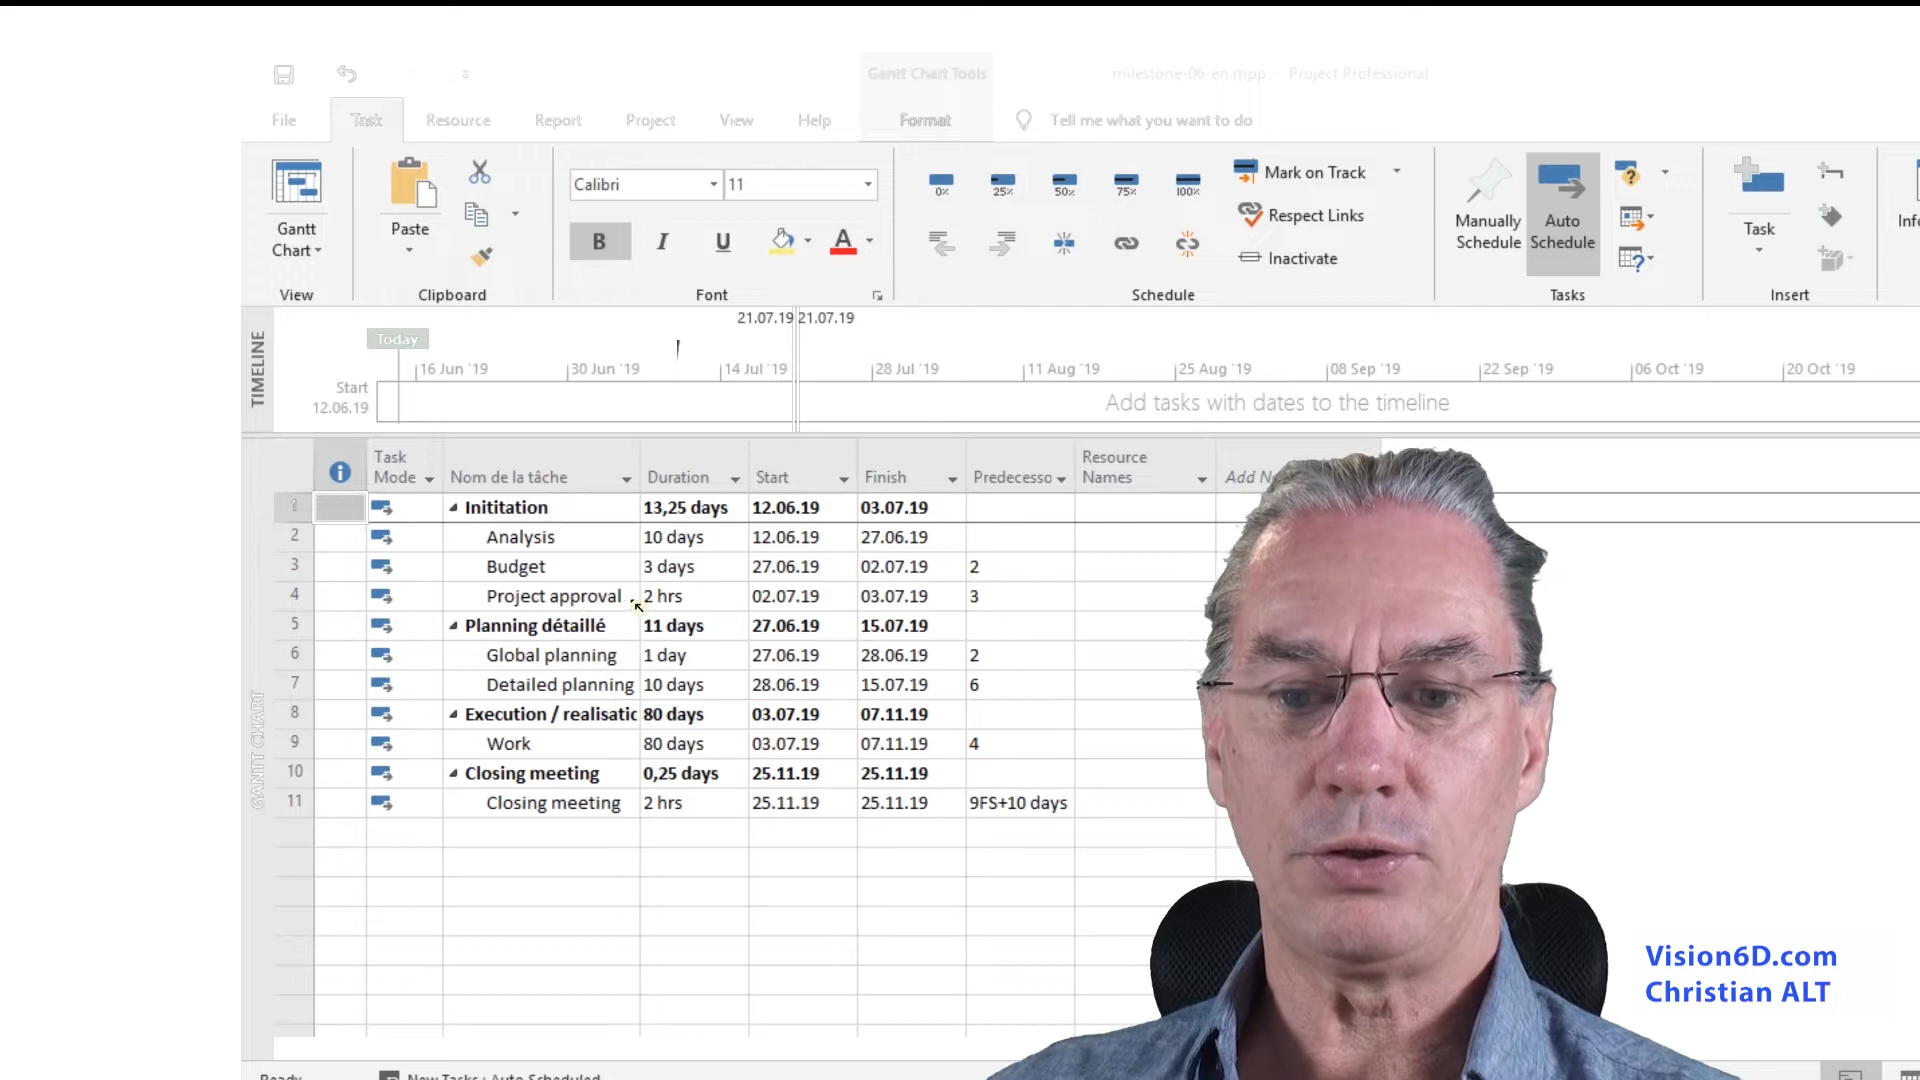 Gantt Chart Tools
milestone-06-en.mpp - Project Professional
File Task Resource Report Project View Help Format Tell me what you want to do
Gantt Chart
Paste
Calibri 11
B I U A
0% 25% 50% 75% 100%
Mark on Track
Respect Links
Inactivate
Manually Schedule
Auto Schedule
Task
View Clipboard Font Schedule Tasks Insert
TIMELINE
21.07.19 21.07.19
Today
16 Jun '19 30 Jun '19 14 Jul '19 28 Jul '19 11 Aug '19 25 Aug '19 08 Sep '19 22 Sep '19 06 Oct '19 20 Oct '19
Start
12.06.19
Add tasks with dates to the timeline
GANTT CHART
Task Mode Nom de la tâche Duration Start Finish Predecesso Resource Names
1 Inititation 13,25 days 12.06.19 03.07.19
2 Analysis 10 days 12.06.19 27.06.19
3 Budget 3 days 27.06.19 02.07.19 2
4 Project approval 2 hrs 02.07.19 03.07.19 3
5 Planning détaillé 11 days 27.06.19 15.07.19
6 Global planning 1 day 27.06.19 28.06.19 2
7 Detailed planning 10 days 28.06.19 15.07.19 6
8 Execution / realisatic 80 days 03.07.19 07.11.19
9 Work 80 days 03.07.19 07.11.19 4
10 Closing meeting 0,25 days 25.11.19 25.11.19
11 Closing meeting 2 hrs 25.11.19 25.11.19 9FS+10 days
Vision6D.com
Christian ALT
Ready New Tasks : Auto Scheduled